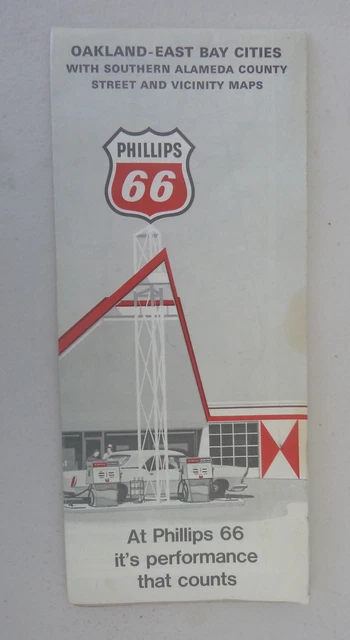 OAKLAND-EAST BAY CITIES
WITH SOUTHERN ALAMEDA COUNTY
STREET AND VICINITY MAPS
PHILLIPS
66
At Phillips 66
it's performance
that counts